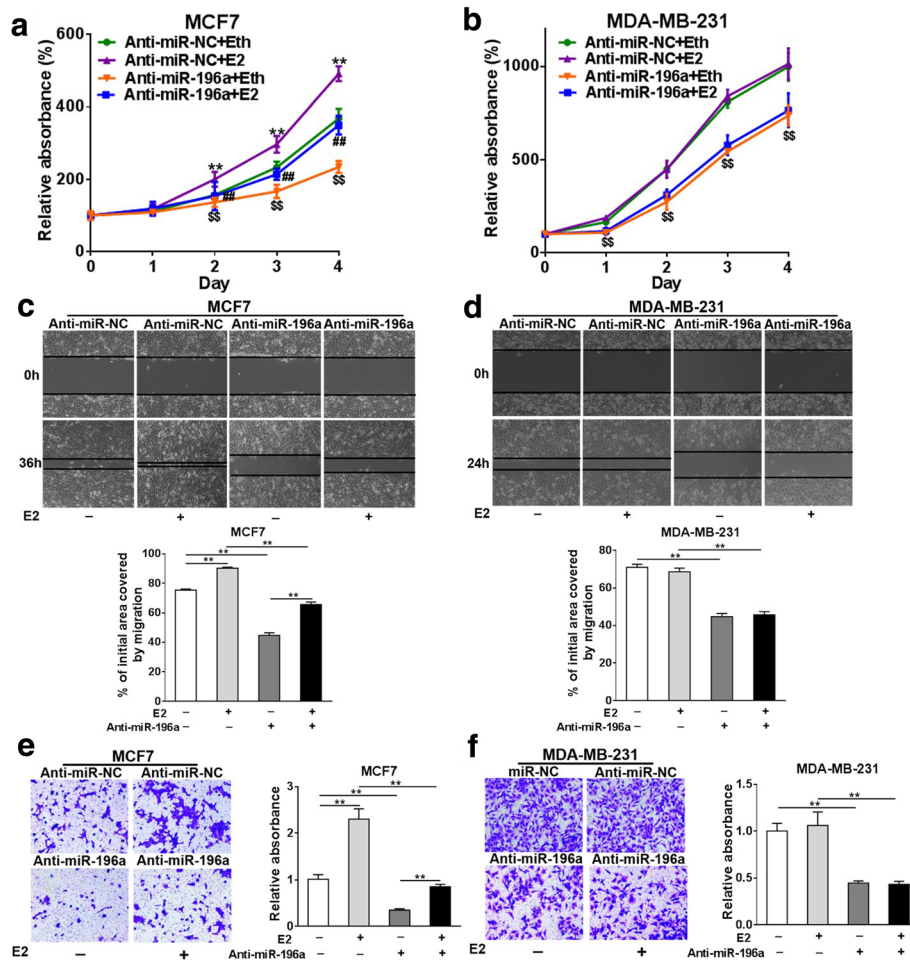 a
MCF7
Anti-miR-NC+Eth
Anti-miR-NC+E2
Anti-miR-196a+Eth
Anti-miR-196a+E2
Relative absorbance (%)
600
400
200
0
**
**
**
##
##
##
$$
$$
$$
0 1 2 3 4
Day
b
MDA-MB-231
Anti-miR-NC+Eth
Anti-miR-NC+E2
Anti-miR-196a+Eth
Anti-miR-196a+E2
Relative absorbance (%)
1000
500
0
$$
$$
$$
$$
0 1 2 3 4
Day
c
MCF7
Anti-miR-NC Anti-miR-NC Anti-miR-196a Anti-miR-196a
0h
36h
E2 – + – +
MCF7
% of initial area covered
by migration
100
80
60
40
20
0
**
**
**
**
E2 – + – +
Anti-miR-196a – – + +
d
MDA-MB-231
Anti-miR-NC Anti-miR-NC Anti-miR-196a Anti-miR-196a
0h
24h
E2 – + – +
MDA-MB-231
% of initial area covered
by migration
80
60
40
20
0
**
**
E2 – + – +
Anti-miR-196a – – + +
e
MCF7
Anti-miR-NC Anti-miR-NC
Anti-miR-196a Anti-miR-196a
E2 – +
MCF7
Relative absorbance
3
2
1
0
**
**
**
**
E2 – + – +
Anti-miR-196a – – + +
f
MDA-MB-231
miR-NC Anti-miR-NC
Anti-miR-196a Anti-miR-196a
E2 – +
MDA-MB-231
Relative absorbance
1.5
1.0
0.5
0.0
**
**
E2 – + – +
Anti-miR-196a – – + +